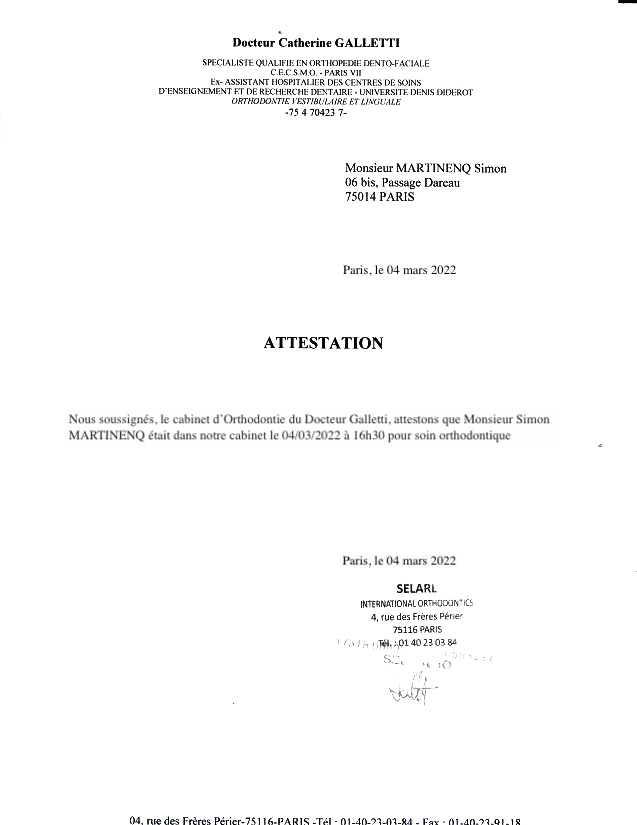 Docteur Catherine GALLETTI
SPECIALISTE QUALIFIE EN ORTHOPEDIE DENTO-FACIALE
C.E.C.S.M.O. - PARIS VII
Ex- ASSISTANT HOSPITALIER DES CENTRES DE SOINS
D'ENSEIGNEMENT ET DE RECHERCHE DENTAIRE - UNIVERSITE DENIS DIDEROT
ORTHODONTIE VESTIBULAIRE ET LINGUALE
-75 4 70423 7-
Monsieur MARTINENQ Simon
06 bis, Passage Dareau
75014 PARIS
Paris, le 04 mars 2022
ATTESTATION
Nous soussignés, le cabinet d'Orthodontie du Docteur Galletti, attestons que Monsieur Simon
MARTINENQ était dans notre cabinet le 04/03/2022 à 16h30 pour soin orthodontique
Paris, le 04 mars 2022
SELARL
INTERNATIONAL ORTHODONTICS
4, rue des Frères Périer
75116 PARIS
Tél. : 01 40 23 03 84
04, rue des Frères Périer-75116-PARIS -Tél : 01-40-23-03-84 - Fax : 01-40-23-91-18